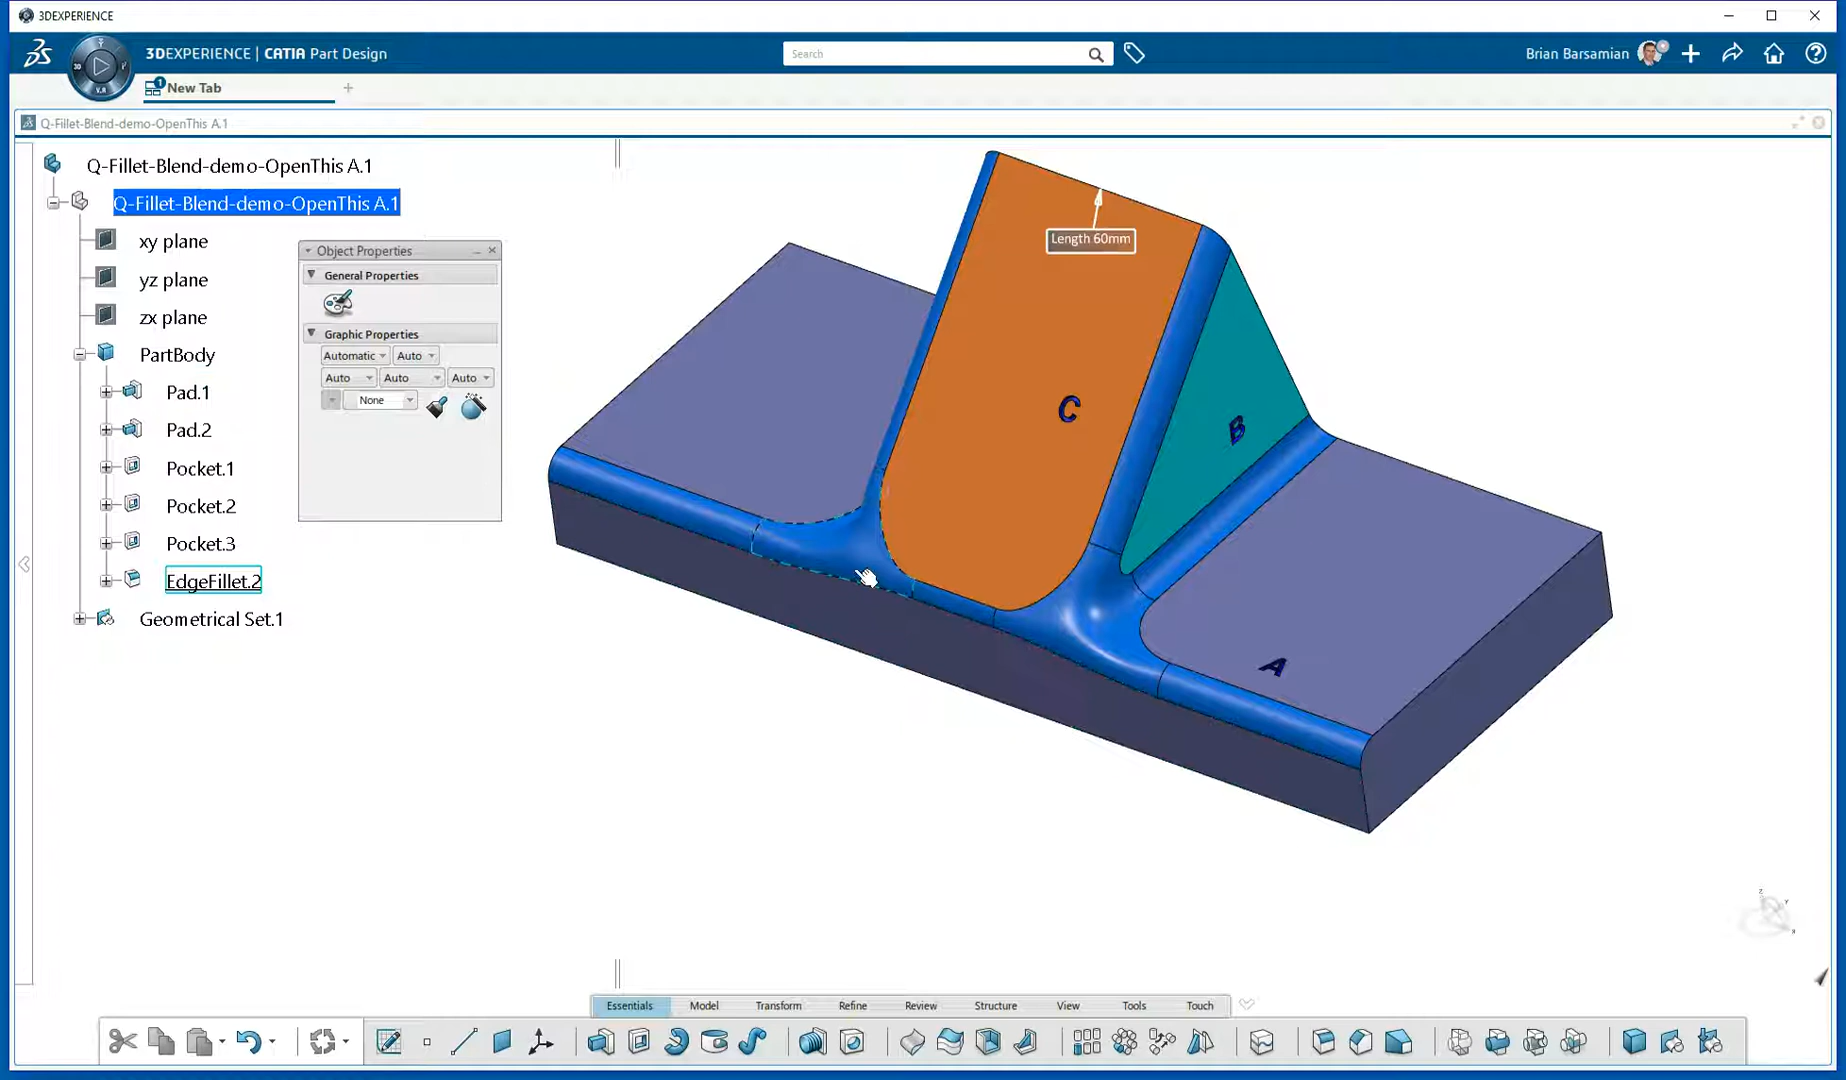 3DEXPERIENCE
3DEXPERIENCE | CATIA Part Design
Search
Brian Barsamian
New Tab
Q-Fillet-Blend-demo-OpenThis A.1
Q-Fillet-Blend-demo-OpenThis A.1
Q-Fillet-Blend-demo-OpenThis A.1
xy plane
yz plane
zx plane
PartBody
Pad.1
Pad.2
Pocket.1
Pocket.2
Pocket.3
EdgeFillet.2
Geometrical Set.1
Object Properties
General Properties
Graphic Properties
Automatic
Auto
Auto
Auto
Auto
None
Length 60mm
C
B
A
Essentials
Model
Transform
Refine
Review
Structure
View
Tools
Touch